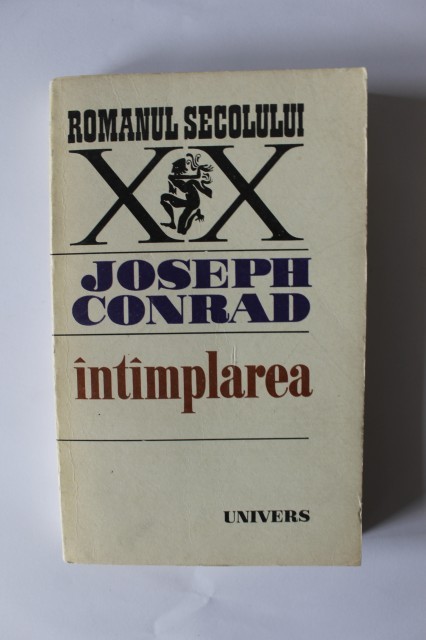 ROMANUL SECOLULUI
XX
JOSEPH
CONRAD
întîmplarea
UNIVERS